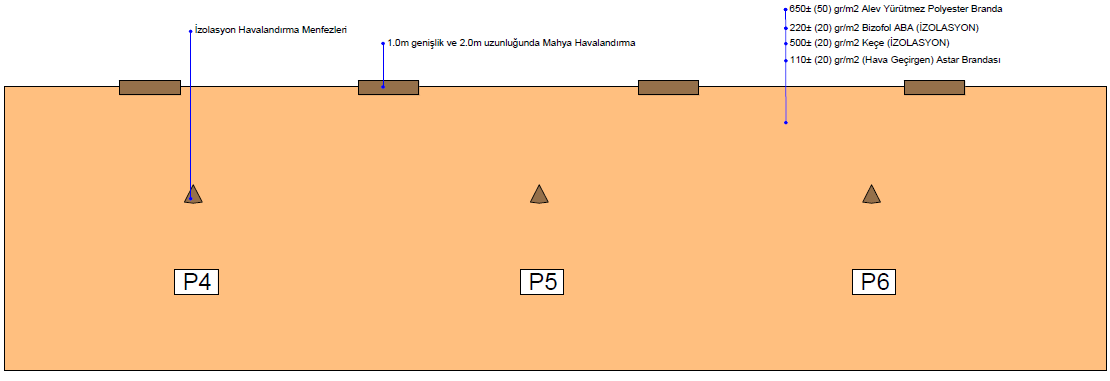 650± (50) gr/m2 Alev Yürütmez Polyester Branda
220± (20) gr/m2 Bizofol ABA (İZOLASYON)
500± (20) gr/m2 Keçe (İZOLASYON)
110± (20) gr/m2 (Hava Geçirgen) Astar Brandası
İzolasyon Havalandırma Menfezleri
1.0m genişlik ve 2.0m uzunluğunda Mahya Havalandırma
P4
P5
P6